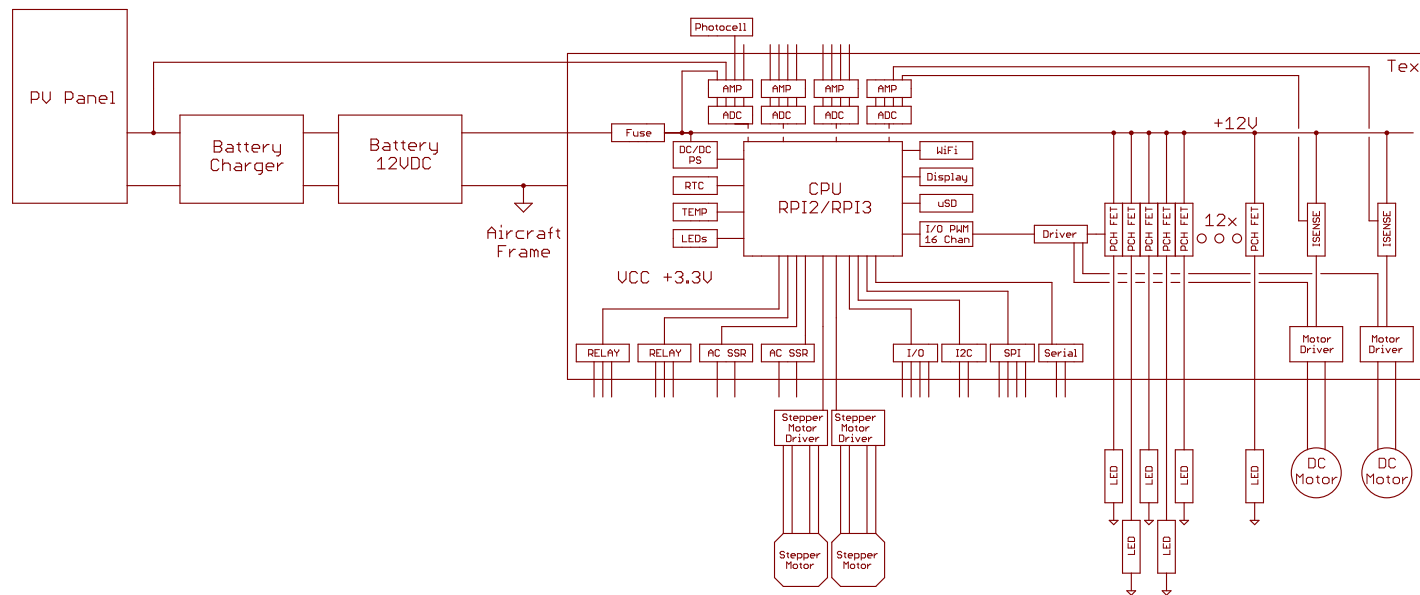 Photocell
Tex
PV Panel
AMP
AMP
AMP
AMP
ADC
ADC
ADC
ADC
Battery
Charger
Battery
12VDC
Fuse
+12V
DC/DC
PS
RTC
TEMP
LEDs
CPU
RPI2/RPI3
WiFi
Display
uSD
I/O PWM
16 Chan
Driver
PCH FET
PCH FET
PCH FET
PCH FET
PCH FET
12x
PCH FET
ISENSE
ISENSE
Aircraft
Frame
VCC +3.3V
RELAY
RELAY
AC SSR
AC SSR
I/O
I2C
SPI
Serial
Motor
Driver
Motor
Driver
Stepper
Motor
Driver
Stepper
Motor
Driver
LED
LED
LED
LED
DC
Motor
DC
Motor
LED
LED
Stepper
Motor
Stepper
Motor